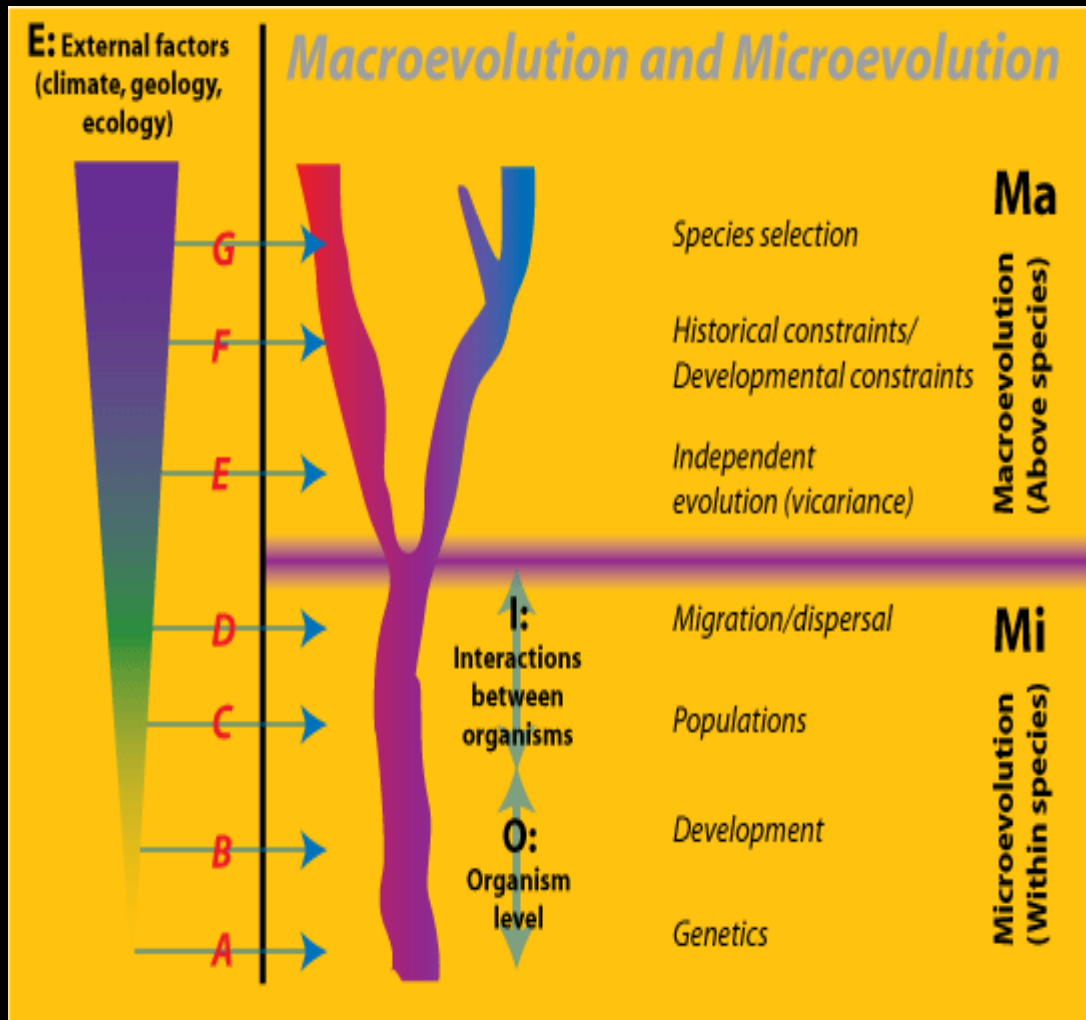 E: External factors
(climate, geology,
ecology)
Macroevolution and Microevolution
G
F
E
D
C
B
A
I:
Interactions
between
organisms
O:
Organism
level
Species selection
Historical constraints/
Developmental constraints
Independent
evolution (vicariance)
Migration/dispersal
Populations
Development
Genetics
Ma
Macroevolution
(Above species)
Mi
Microevolution
(Within species)